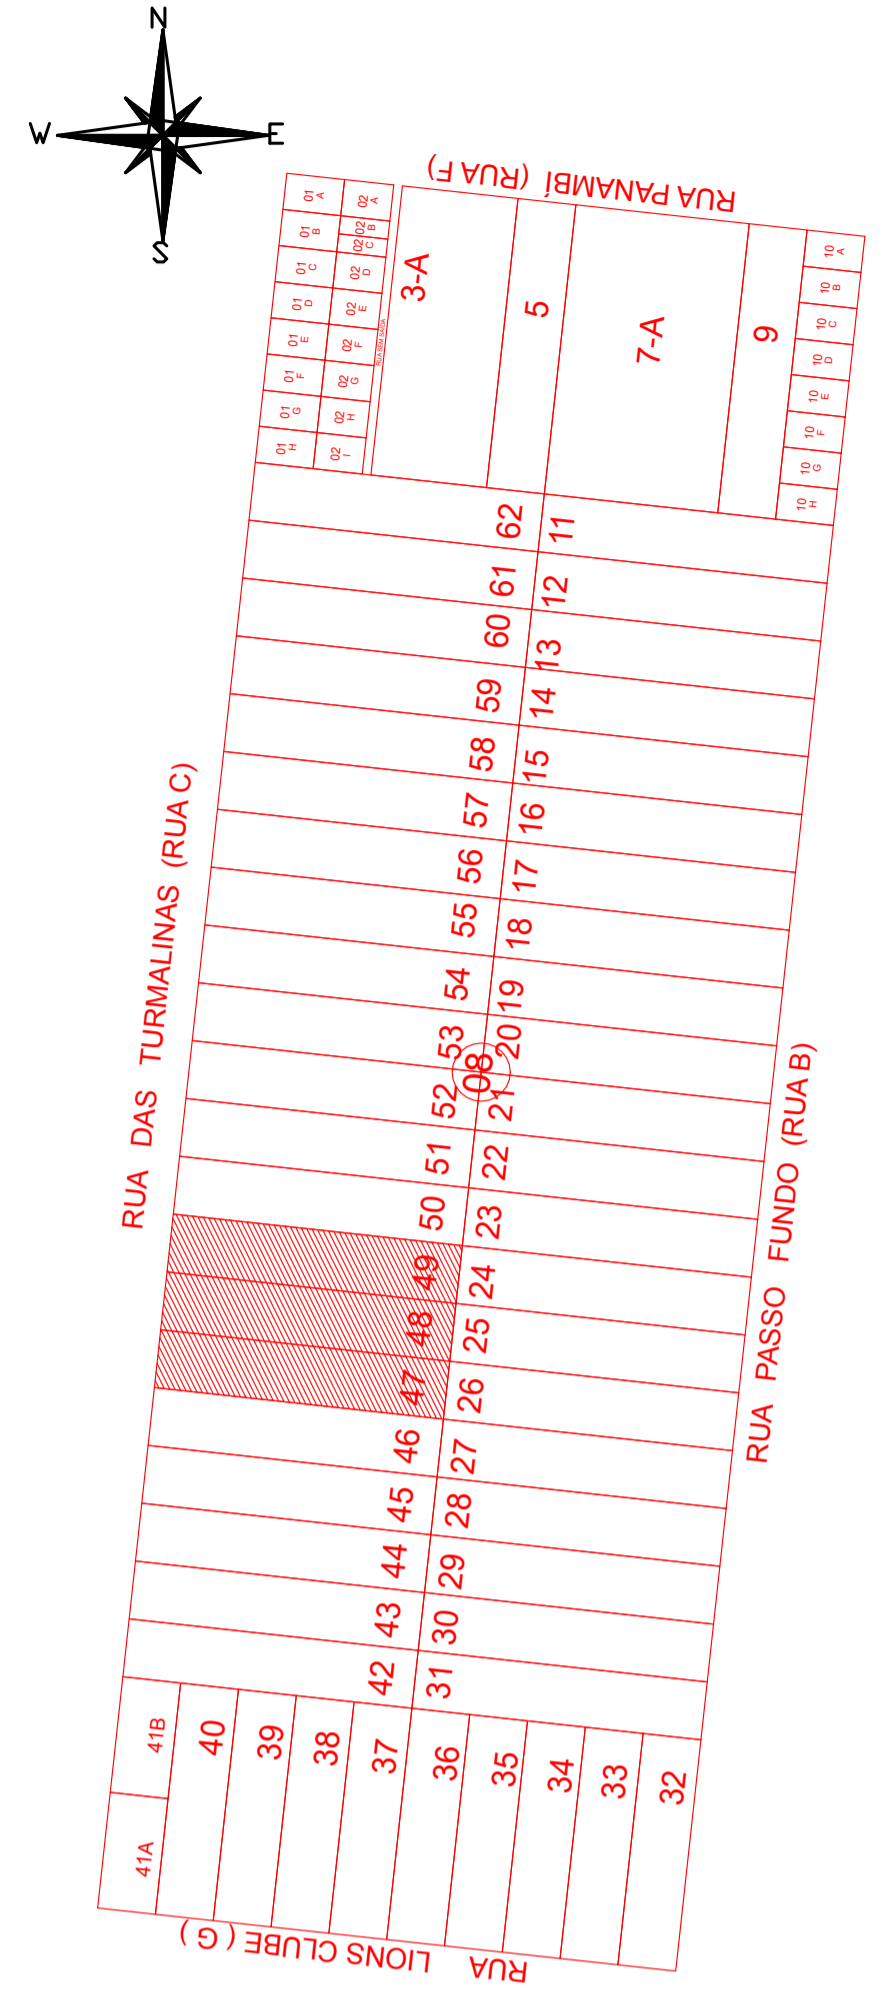 N
W
E
S
RUA PANAMBÍ (RUA F)
01 A
01 B
01 C
01 D
01 E
01 F
01 G
01 H
02 A
02 B
02 C
02 D
02 E
02 F
02 G
02 H
02 I
RUA SEM SAÍDA
3-A
5
7-A
9
10 A
10 B
10 C
10 D
10 E
10 F
10 G
10 H
62
11
61
12
60
13
59
14
58
15
57
16
56
17
55
18
54
19
53
20
08
52
21
51
22
50
23
49
24
48
25
47
26
46
27
45
28
44
29
43
30
42
31
RUA DAS TURMALINAS (RUA C)
RUA PASSO FUNDO (RUA B)
41B
41A
40
39
38
37
36
35
34
33
32
RUA LIONS CLUBE ( G )